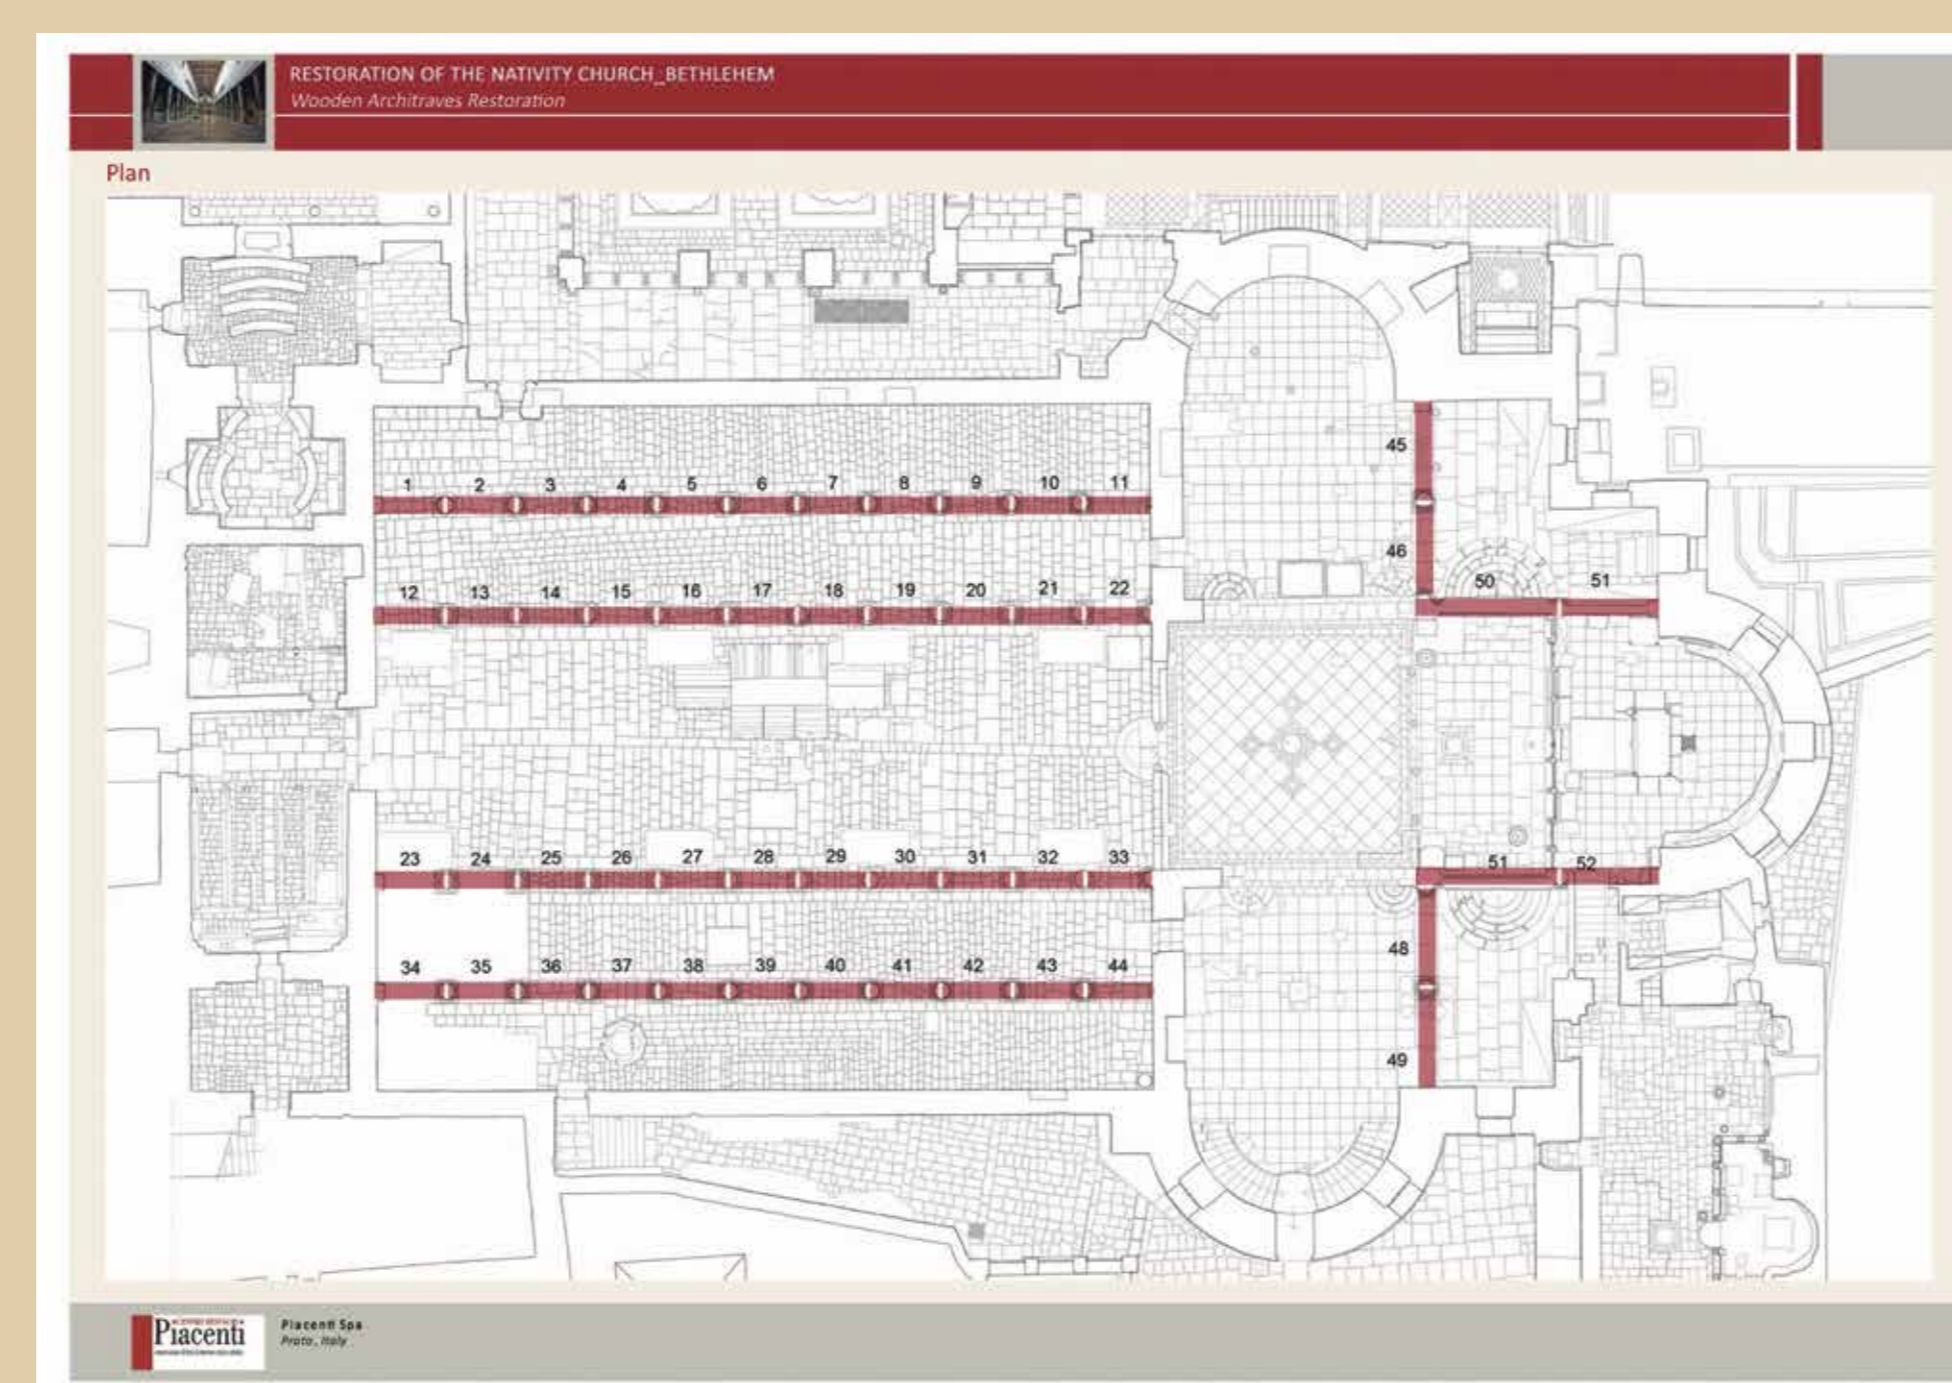 RESTORATION OF THE NATIVITY CHURCH_BETHLEHEM
Wooden Architraves Restoration
Plan
1 2 3 4 5 6 7 8 9 10 11
45
46
12 13 14 15 16 17 18 19 20 21 22
50 51
23 24 25 26 27 28 29 30 31 32 33
51 52
48
34 35 36 37 38 39 40 41 42 43 44
49
Piacenti
Piacenti Spa
Prato, Italy